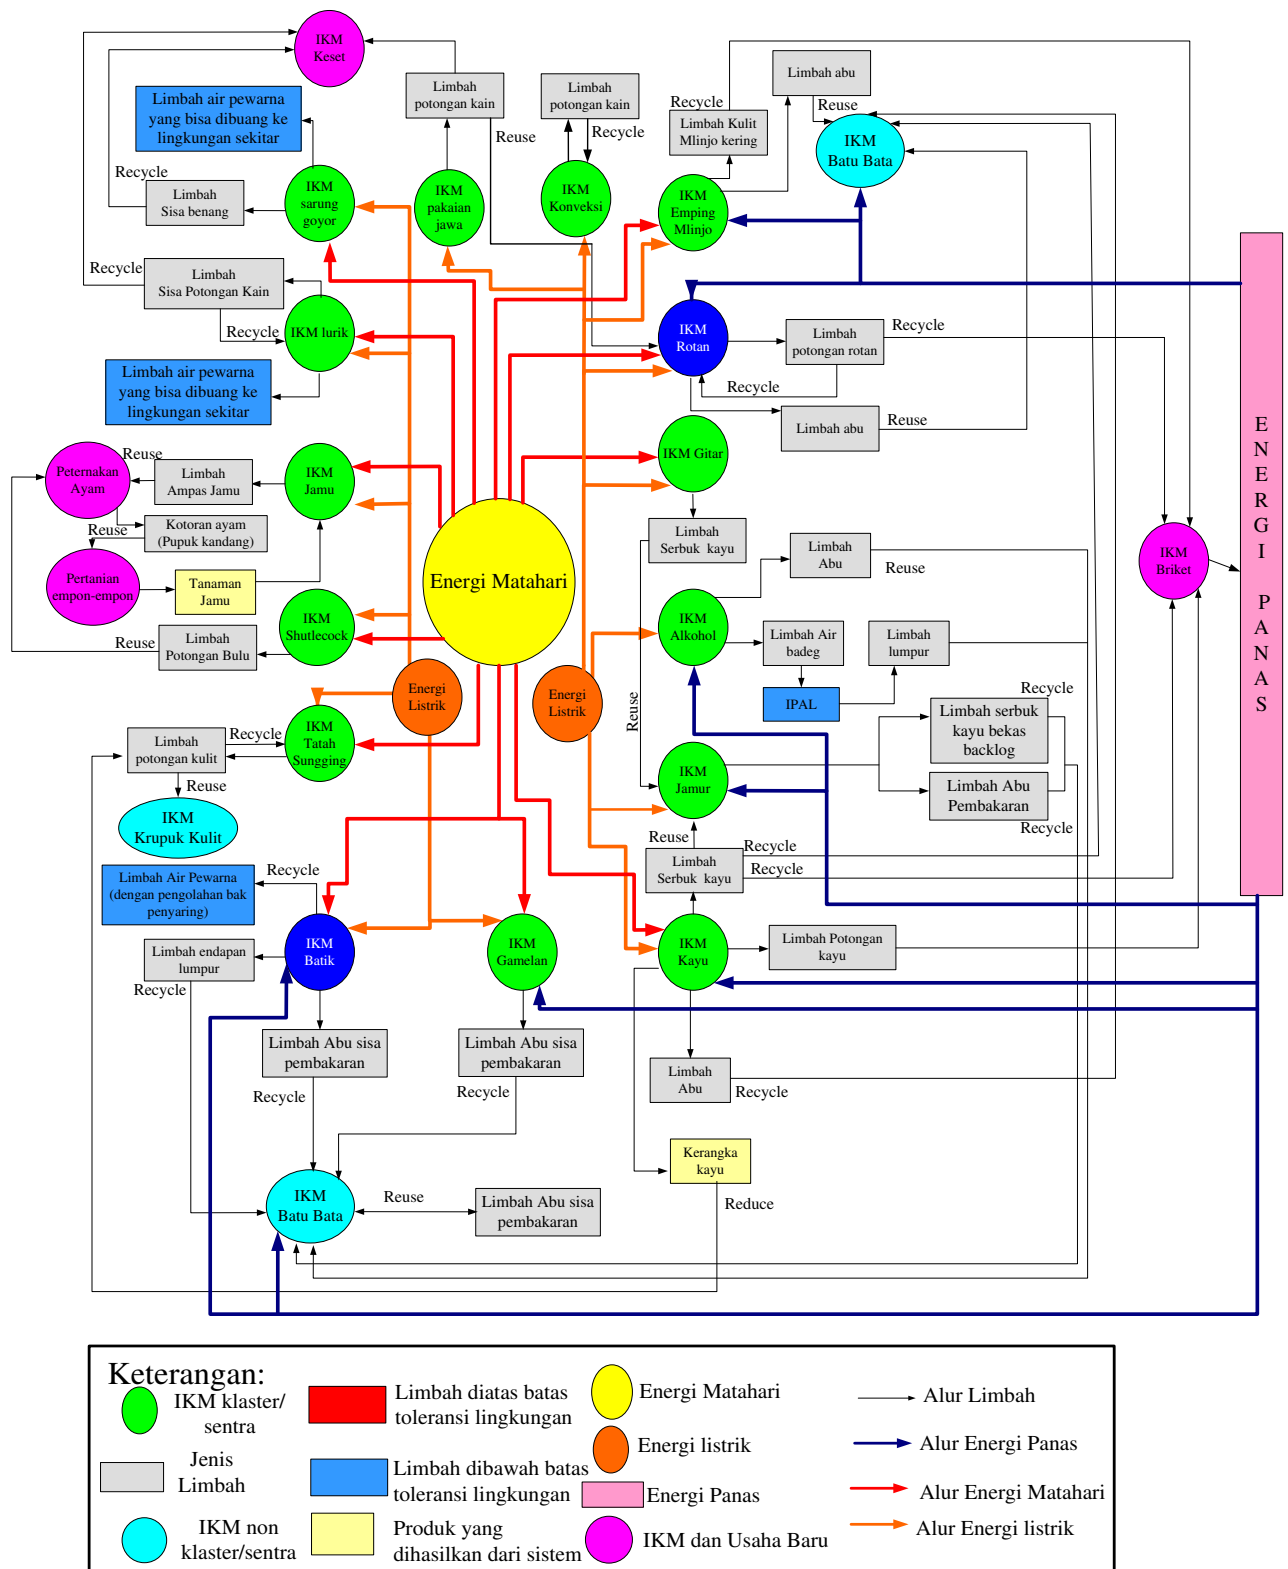 IKM
Keset
Limbah
potongan kain
Limbah
potongan kain
Reuse
Recycle
Limbah air pewarna
yang bisa dibuang ke
lingkungan sekitar
Recycle
Limbah
Sisa benang
IKM
sarung
goyor
IKM
pakaian
jawa
IKM
Konveksi
Recycle
Limbah Kulit
Mlinjo kering
Limbah abu
Reuse
IKM
Batu Bata
IKM
Emping
Mlinjo
Recycle
Limbah
Sisa Potongan Kain
Recycle
IKM lurik
Limbah air pewarna
yang bisa dibuang ke
lingkungan sekitar
IKM
Rotan
Limbah
potongan rotan
Recycle
Recycle
Limbah abu
Reuse
IKM Gitar
Limbah
Serbuk kayu
Reuse
Peternakan
Ayam
Reuse
Limbah
Ampas Jamu
IKM
Jamu
Kotoran ayam
(Pupuk kandang)
Reuse
Pertanian
empon-empon
Tanaman
Jamu
IKM
Shutlecock
Limbah
Potongan Bulu
Reuse
Energi Matahari
Energi
Listrik
Energi
Listrik
IKM
Alkohol
Limbah
Abu
Reuse
Limbah Air
badeg
Limbah
lumpur
IPAL
IKM
Briket
ENERGI PANAS
IKM
Tatah
Sungging
Limbah
potongan kulit
Recycle
Reuse
IKM
Krupuk Kulit
IKM
Jamur
Recycle
Limbah serbuk
kayu bekas
backlog
Limbah Abu
Pembakaran
Recycle
Reuse
Limbah
Serbuk kayu
Recycle
Recycle
Limbah Air Pewarna
(dengan pengolahan bak
penyaring)
Recycle
Limbah endapan
lumpur
Recycle
IKM
Batik
IKM
Gamelan
IKM
Kayu
Limbah Potongan
kayu
Limbah Abu sisa
pembakaran
Limbah Abu sisa
pembakaran
Recycle
Recycle
Limbah
Abu
Recycle
Kerangka
kayu
Reduce
IKM
Batu Bata
Reuse
Limbah Abu sisa
pembakaran
Keterangan:
IKM klaster/
sentra
Limbah diatas batas
toleransi lingkungan
Energi Matahari
Alur Limbah
Jenis
Limbah
Limbah dibawah batas
toleransi lingkungan
Energi listrik
Alur Energi Panas
Energi Panas
Alur Energi Matahari
IKM non
klaster/sentra
Produk yang
dihasilkan dari sistem
IKM dan Usaha Baru
Alur Energi listrik